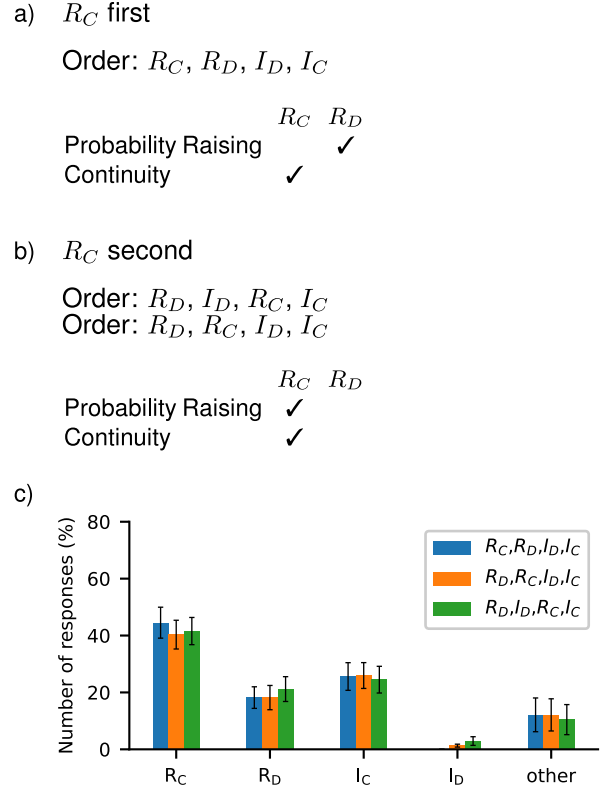 a) R_C first
Order: R_C, R_D, I_D, I_C
R_C R_D
Probability Raising ✓
Continuity ✓
b) R_C second
Order: R_D, I_D, R_C, I_C
Order: R_D, R_C, I_D, I_C
R_C R_D
Probability Raising ✓
Continuity ✓
c)
Number of responses (%)
80
60
40
20
0
R_C,R_D,I_D,I_C
R_D,R_C,I_D,I_C
R_D,I_D,R_C,I_C
R_C R_D I_C I_D other